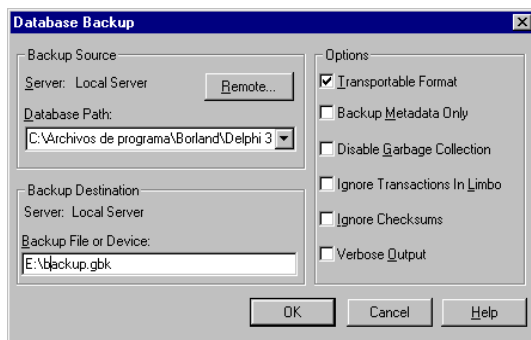 Database Backup
Backup Source
Server: Local Server
Remote...
Database Path:
C:\Archivos de programa\Borland\Delphi 3
Backup Destination
Server: Local Server
Backup File or Device:
E:\backup.gbk
Options
Transportable Format
Backup Metadata Only
Disable Garbage Collection
Ignore Transactions In Limbo
Ignore Checksums
Verbose Output
OK
Cancel
Help